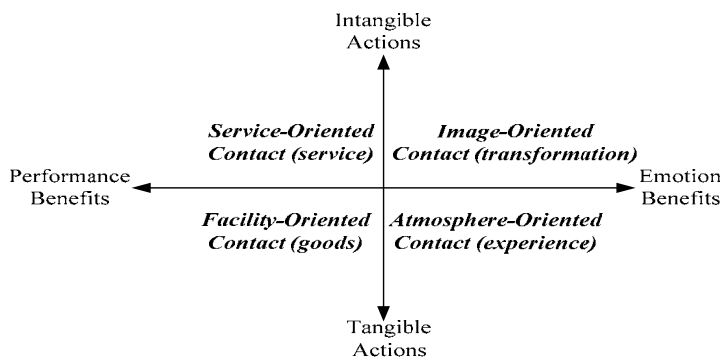 Intangible
Actions
Service-Oriented
Contact (service)
Image-Oriented
Contact (transformation)
Performance
Benefits
Emotion
Benefits
Facility-Oriented
Contact (goods)
Atmosphere-Oriented
Contact (experience)
Tangible
Actions